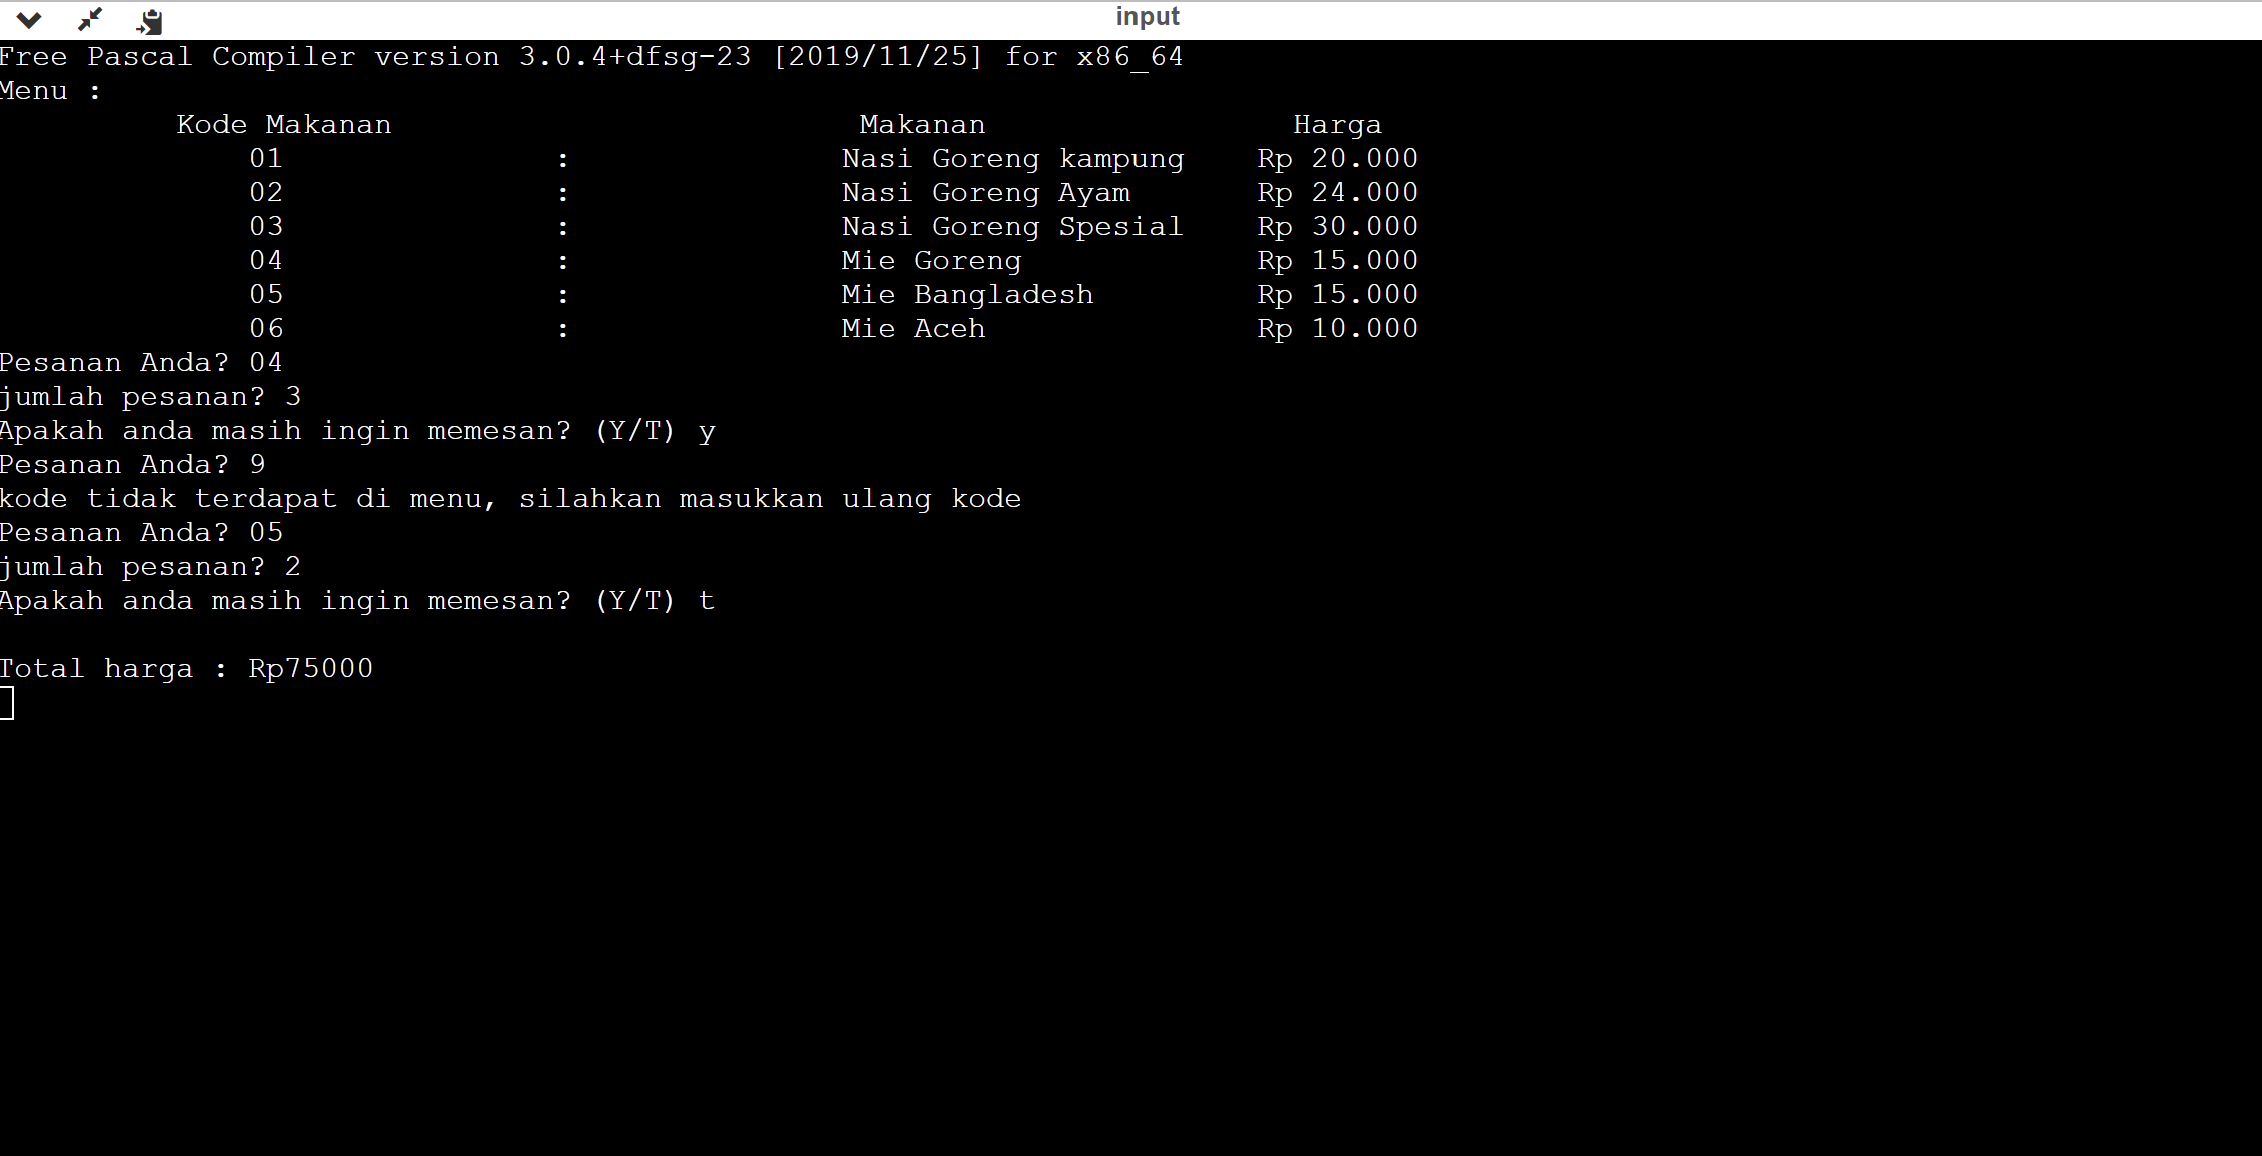 input
Free Pascal Compiler version 3.0.4+dfsg-23 [2019/11/25] for x86_64
Menu :
Kode Makanan Makanan Harga
01 : Nasi Goreng kampung Rp 20.000
02 : Nasi Goreng Ayam Rp 24.000
03 : Nasi Goreng Spesial Rp 30.000
04 : Mie Goreng Rp 15.000
05 : Mie Bangladesh Rp 15.000
06 : Mie Aceh Rp 10.000
Pesanan Anda? 04
jumlah pesanan? 3
Apakah anda masih ingin memesan? (Y/T) y
Pesanan Anda? 9
kode tidak terdapat di menu, silahkan masukkan ulang kode
Pesanan Anda? 05
jumlah pesanan? 2
Apakah anda masih ingin memesan? (Y/T) t
Total harga : Rp75000